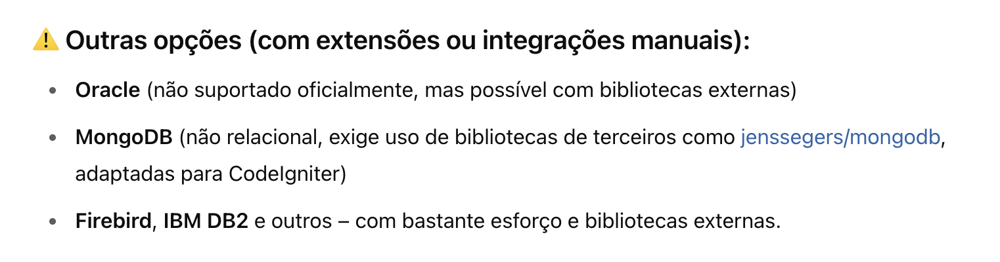 ⚠️ Outras opções (com extensões ou integrações manuais):
• Oracle (não suportado oficialmente, mas possível com bibliotecas externas)
• MongoDB (não relacional, exige uso de bibliotecas de terceiros como jenssegers/mongodb,
adaptadas para CodeIgniter)
• Firebird, IBM DB2 e outros – com bastante esforço e bibliotecas externas.